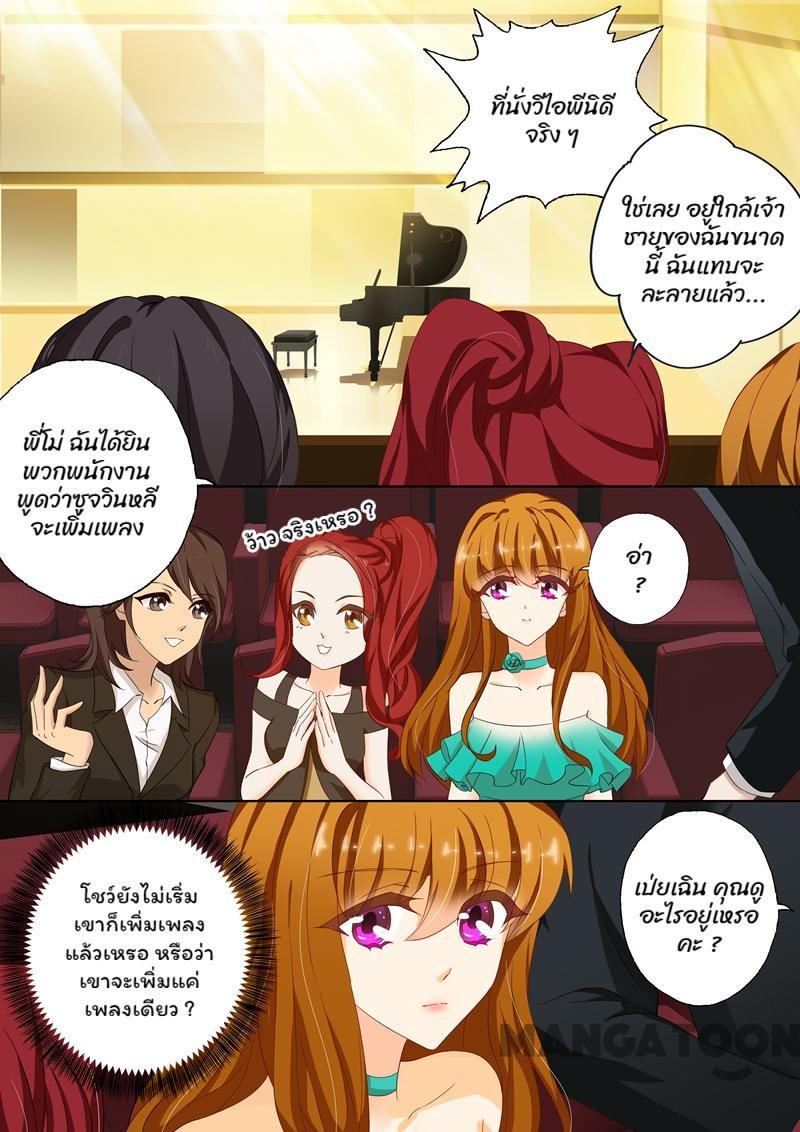 ที่นั่งวีไอพีนี่ดี
จริง ๆ
ใช่เลย อยู่ใกล้เจ้า
ชายของฉันขนาด
นี้ ฉันแทบจะ
ละลายแล้ว...
พี่โม่ ฉันได้ยิน
พวกพนักงาน
พูดว่าซูจวินหลี
จะเพิ่มเพลง
ว้าว จริงเหรอ ?
อ่า
?
โชว์ยังไม่เริ่ม
เขาก็เพิ่มเพลง
แล้วเหรอ หรือว่า
เขาจะเพิ่มแค่
เพลงเดียว ?
เป่ยเฉิน คุณดู
อะไรอยู่เหรอ
คะ ?
MANGATOON